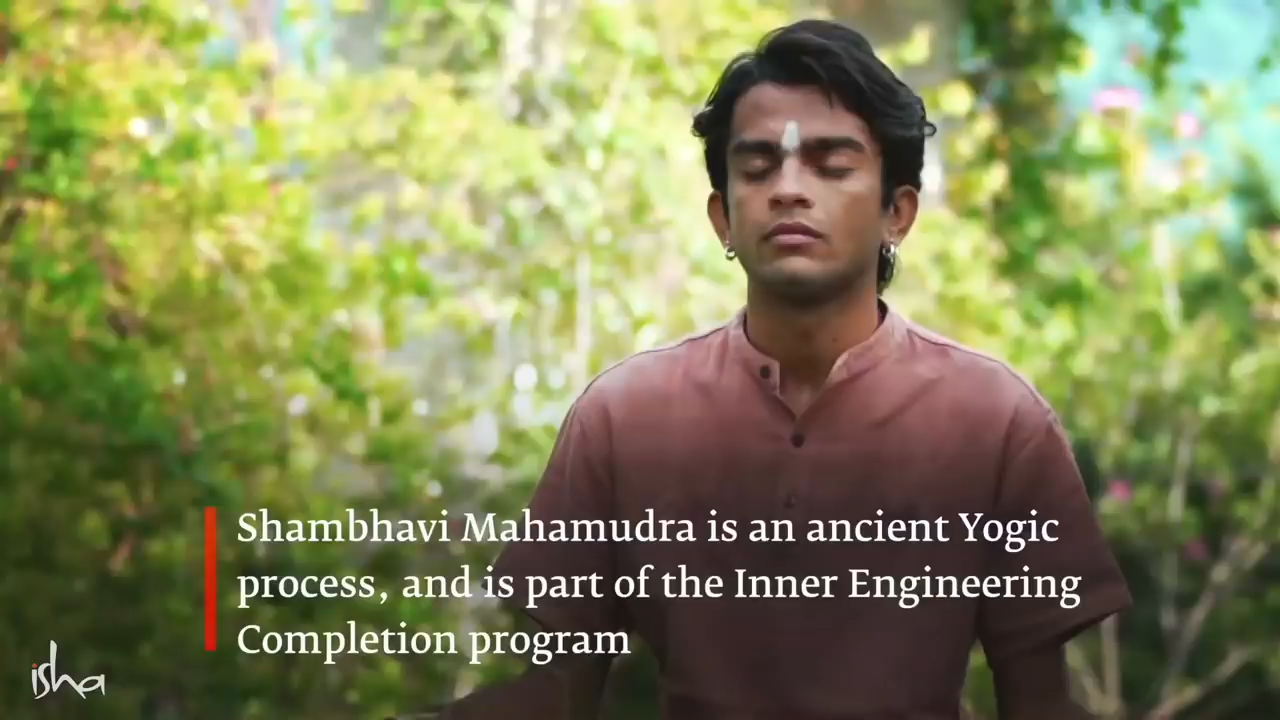 Shambhavi Mahamudra is an ancient Yogic
process, and is part of the Inner Engineering
Completion program
isha